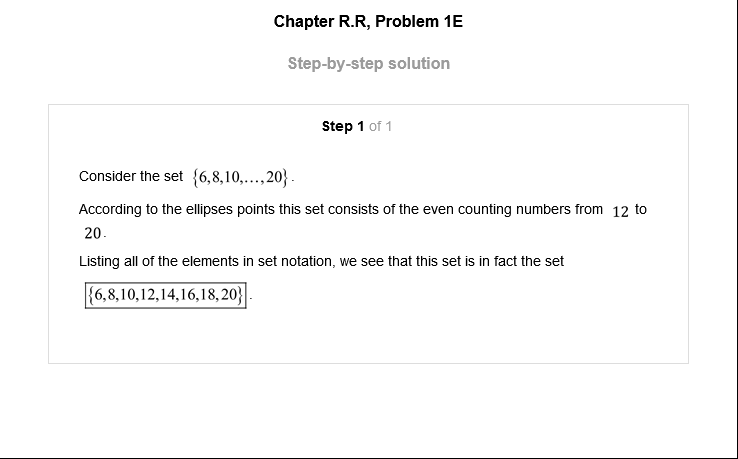 Chapter R.R, Problem 1E
Step-by-step solution
Step 1 of 1
Consider the set {6,8,10,...,20}.
According to the ellipses points this set consists of the even counting numbers from 12 to
20.
Listing all of the elements in set notation, we see that this set is in fact the set
{6,8,10,12,14,16,18,20}.